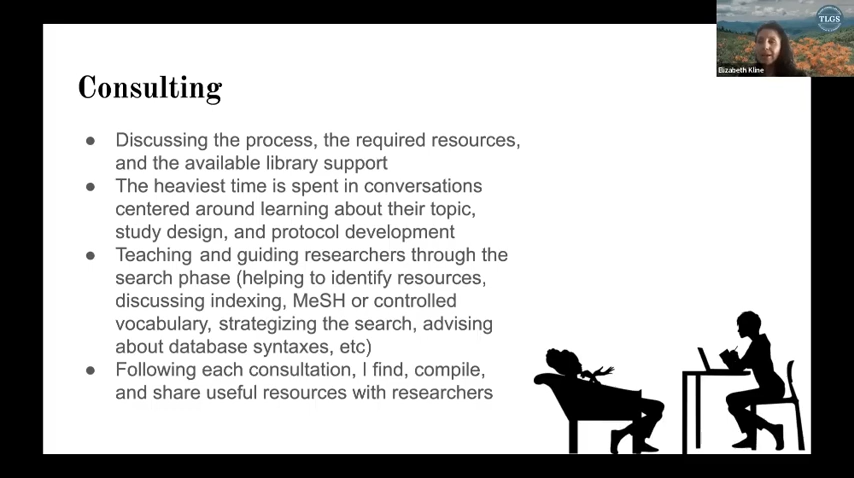 TLGS
Elizabeth Kline
Consulting
● Discussing the process, the required resources,
and the available library support
● The heaviest time is spent in conversations
centered around learning about their topic,
study design, and protocol development
● Teaching and guiding researchers through the
search phase (helping to identify resources,
discussing indexing, MeSH or controlled
vocabulary, strategizing the search, advising
about database syntaxes, etc)
● Following each consultation, I find, compile,
and share useful resources with researchers